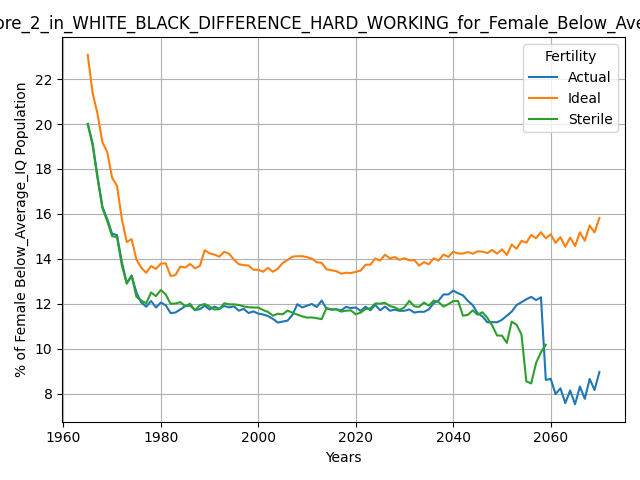 ore_2_in_WHITE_BLACK_DIFFERENCE_HARD_WORKING_for_Female_Below_Ave
Fertility
Actual
Ideal
Sterile
% of Female Below_Average_IQ Population
22
20
18
16
14
12
10
8
1960
1980
2000
2020
2040
2060
Years